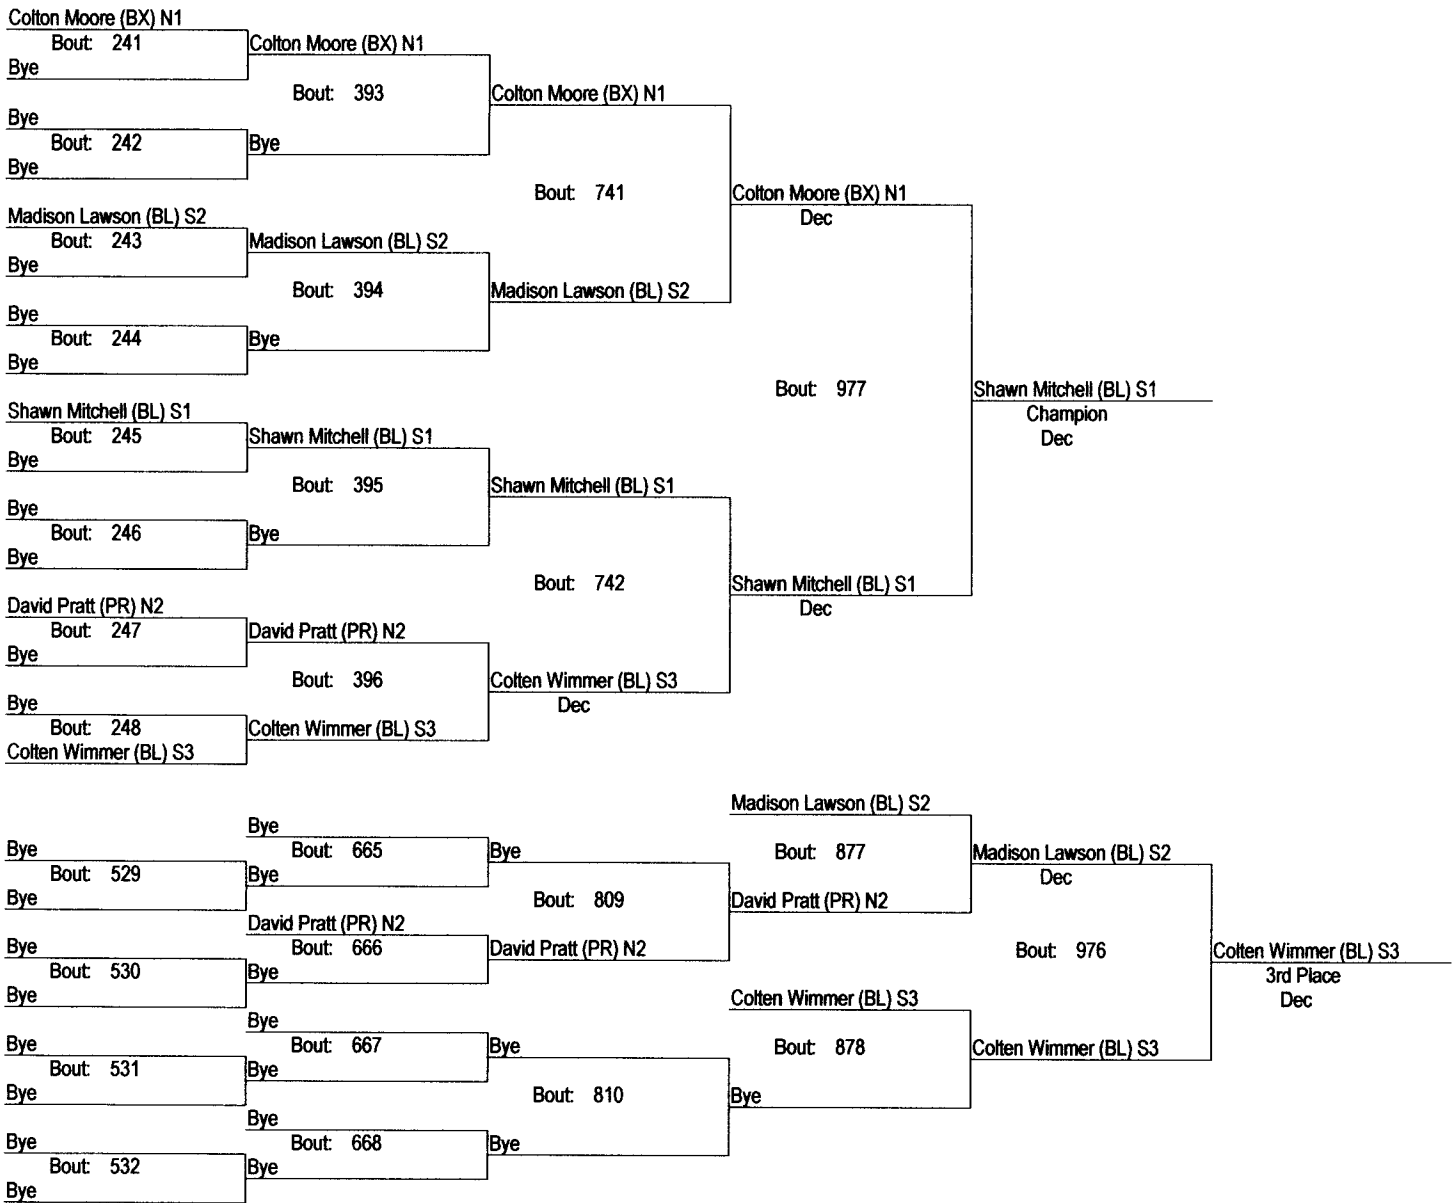 Colton Moore (BX) N1
Bout: 241
Bye
Colton Moore (BX) N1
Bout: 393
Bye
Bout: 242
Bye
Bye
Colton Moore (BX) N1
Bout: 741
Madison Lawson (BL) S2
Bout: 243
Bye
Madison Lawson (BL) S2
Bout: 394
Bye
Bout: 244
Bye
Bye
Madison Lawson (BL) S2
Colton Moore (BX) N1
Dec
Bout: 977
Shawn Mitchell (BL) S1
Bout: 245
Bye
Shawn Mitchell (BL) S1
Bout: 395
Bye
Bout: 246
Bye
Bye
Shawn Mitchell (BL) S1
Bout: 742
David Pratt (PR) N2
Bout: 247
Bye
David Pratt (PR) N2
Bout: 396
Bye
Bout: 248
Colten Wimmer (BL) S3
Colten Wimmer (BL) S3
Colten Wimmer (BL) S3
Dec
Shawn Mitchell (BL) S1
Dec
Shawn Mitchell (BL) S1
Champion
Dec
Bye
Bout: 529
Bye
Bye
Bout: 665
Bye
Bye
Bout: 809
Bye
Bout: 530
Bye
David Pratt (PR) N2
Bout: 666
Bye
David Pratt (PR) N2
Madison Lawson (BL) S2
Bout: 877
David Pratt (PR) N2
Madison Lawson (BL) S2
Dec
Bout: 976
Bye
Bout: 531
Bye
Bye
Bout: 667
Bye
Bye
Bout: 810
Bye
Bout: 532
Bye
Bye
Bout: 668
Bye
Bye
Colten Wimmer (BL) S3
Bout: 878
Bye
Colten Wimmer (BL) S3
Colten Wimmer (BL) S3
3rd Place
Dec